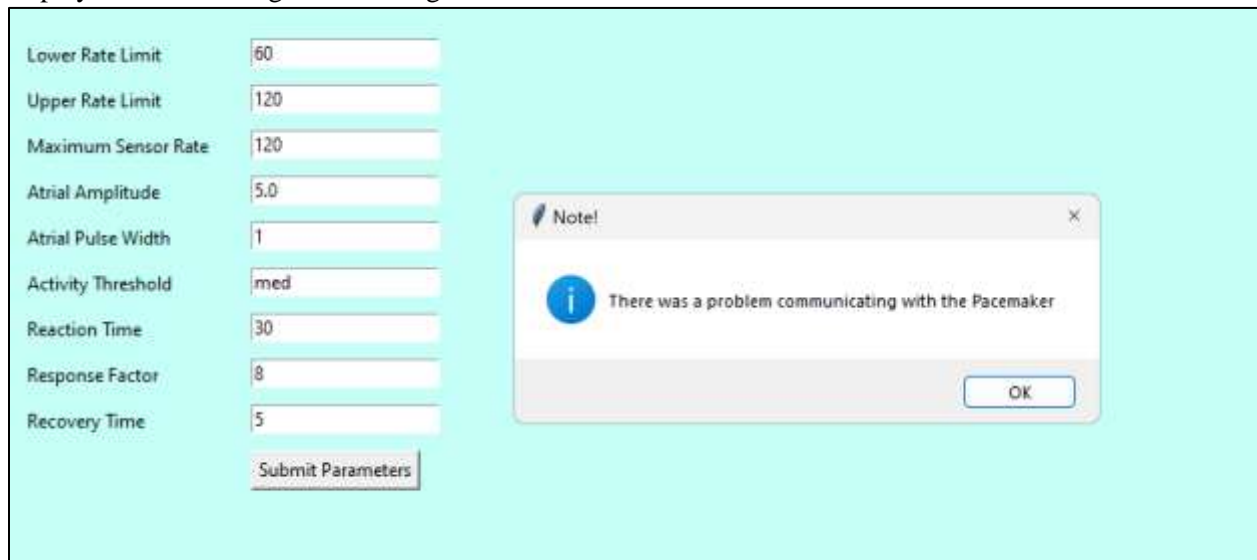 Lower Rate Limit 60
Upper Rate Limit 120
Maximum Sensor Rate 120
Atrial Amplitude 5.0
Atrial Pulse Width 1
Activity Threshold med
Reaction Time 30
Response Factor 8
Recovery Time 5
Submit Parameters
Note!
There was a problem communicating with the Pacemaker
OK